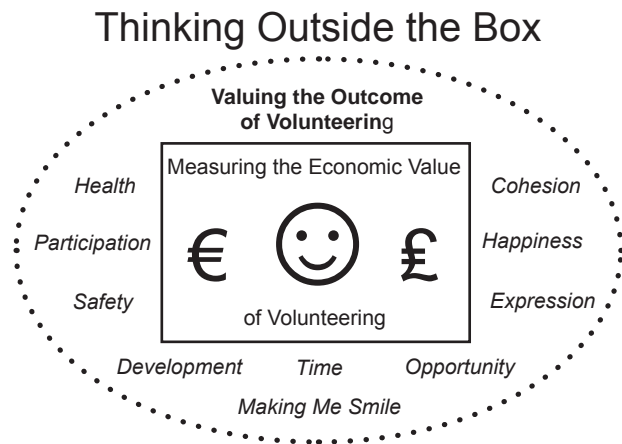 Thinking Outside the Box
Valuing the Outcome
of Volunteering
Measuring the Economic Value
Health
Cohesion
Participation
€
£
Happiness
Safety
Expression
of Volunteering
Development
Time
Opportunity
Making Me Smile